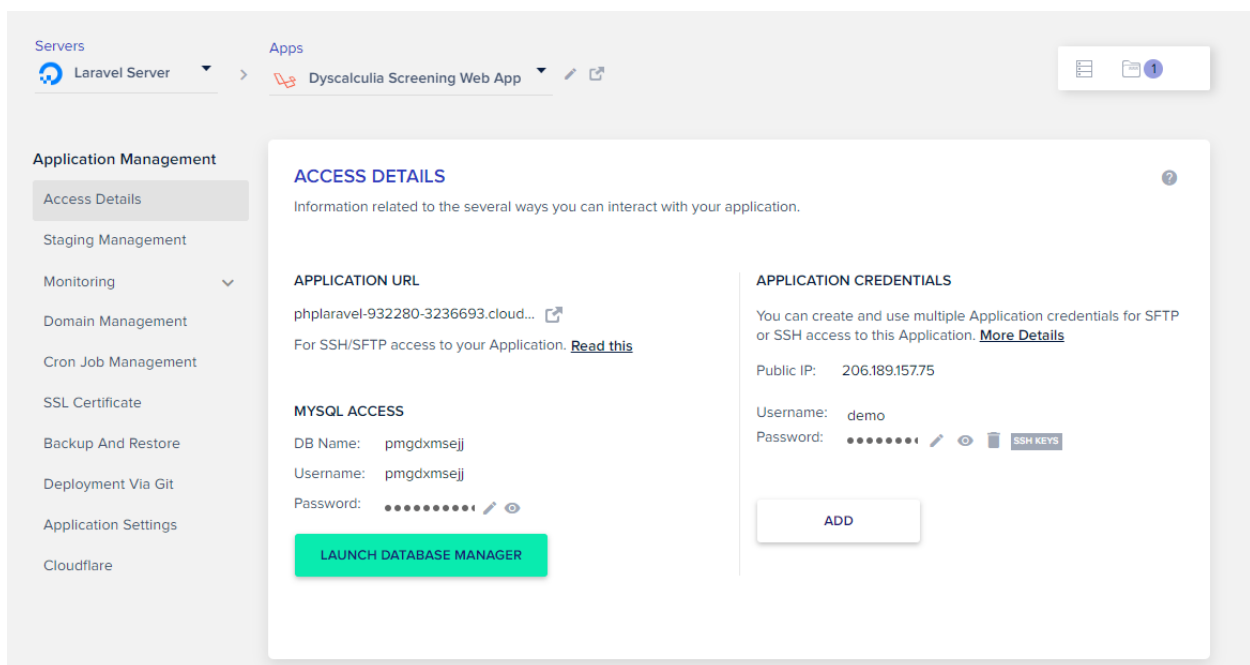 Servers
Laravel Server
Apps
Dyscalculia Screening Web App
1
Application Management
Access Details
Staging Management
Monitoring
Domain Management
Cron Job Management
SSL Certificate
Backup And Restore
Deployment Via Git
Application Settings
Cloudflare
ACCESS DETAILS
?
Information related to the several ways you can interact with your application.
APPLICATION URL
phplaravel-932280-3236693.cloud...
For SSH/SFTP access to your Application. Read this
MYSQL ACCESS
DB Name: pmgdxmsejj
Username: pmgdxmsejj
Password:
LAUNCH DATABASE MANAGER
APPLICATION CREDENTIALS
You can create and use multiple Application credentials for SFTP
or SSH access to this Application. More Details
Public IP: 206.189.157.75
Username: demo
Password:
SSH KEYS
ADD